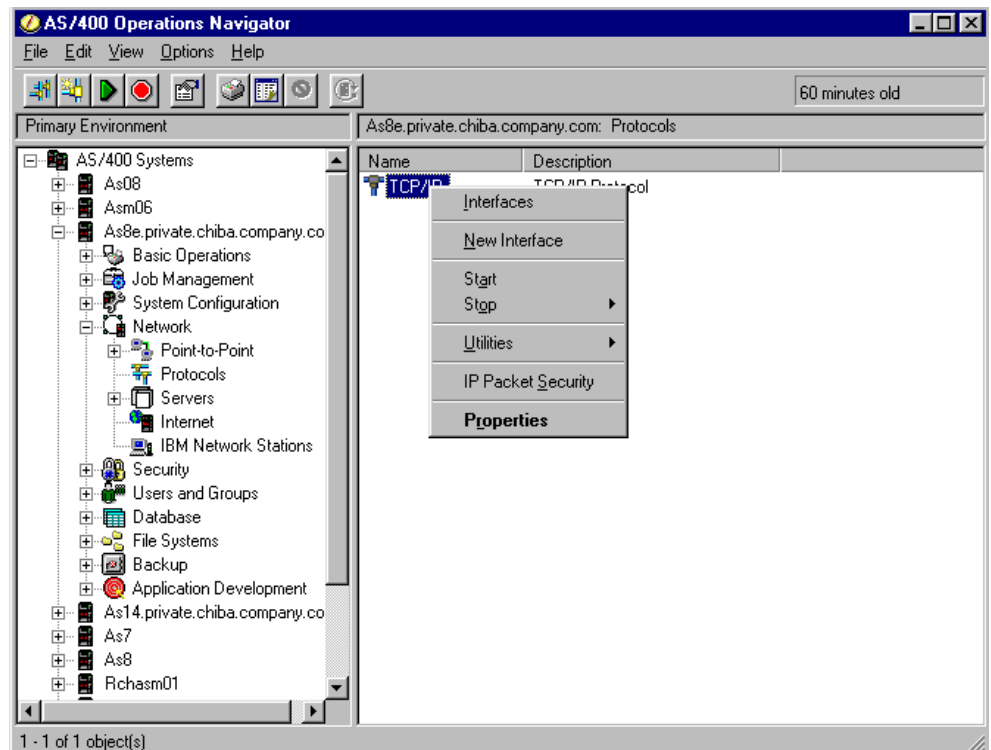 AS/400 Operations Navigator
File Edit View Options Help
60 minutes old
Primary Environment
As8e.private.chiba.company.com: Protocols
AS/400 Systems
As08
Asm06
As8e.private.chiba.company.co
Basic Operations
Job Management
System Configuration
Network
Point-to-Point
Protocols
Servers
Internet
IBM Network Stations
Security
Users and Groups
Database
File Systems
Backup
Application Development
As14.private.chiba.company.co
As7
As8
Rchasm01
Name Description
TCP/IP TCP/IP Protocol
Interfaces
New Interface
Start
Stop
Utilities
IP Packet Security
Properties
1 - 1 of 1 object(s)